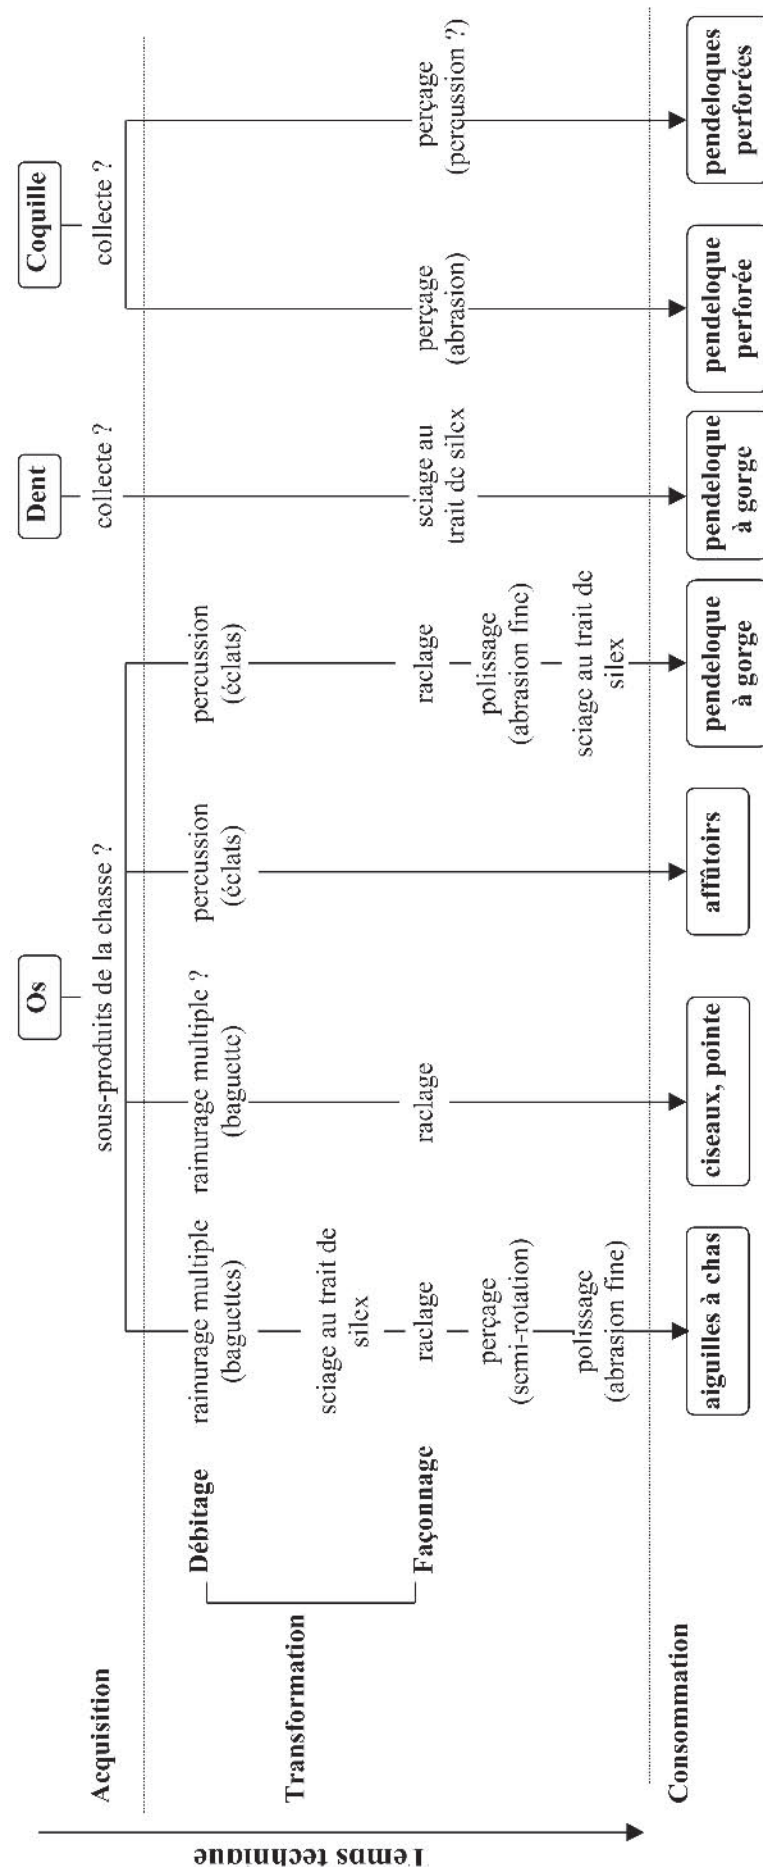 Os
Dent
Coquille
Acquisition
sous-produits de la chasse ?
collecte ?
collecte ?
Débitage
rainurage multiple
(baguettes)
rainurage multiple ?
(baguette)
percussion
(éclats)
percussion
(éclats)
Transformation
sciage au trait de
silex
Façonnage
raclage
raclage
raclage
sciage au
trait de silex
perçage
(abrasion)
perçage
(percussion ?)
perçage
(semi-rotation)
polissage
(abrasion fine)
polissage
(abrasion fine)
sciage au trait de
silex
Consommation
aiguilles à chas
ciseaux, pointe
affûtoirs
pendeloque
à gorge
pendeloque
à gorge
pendeloque
perforée
pendeloques
perforées
Temps technique